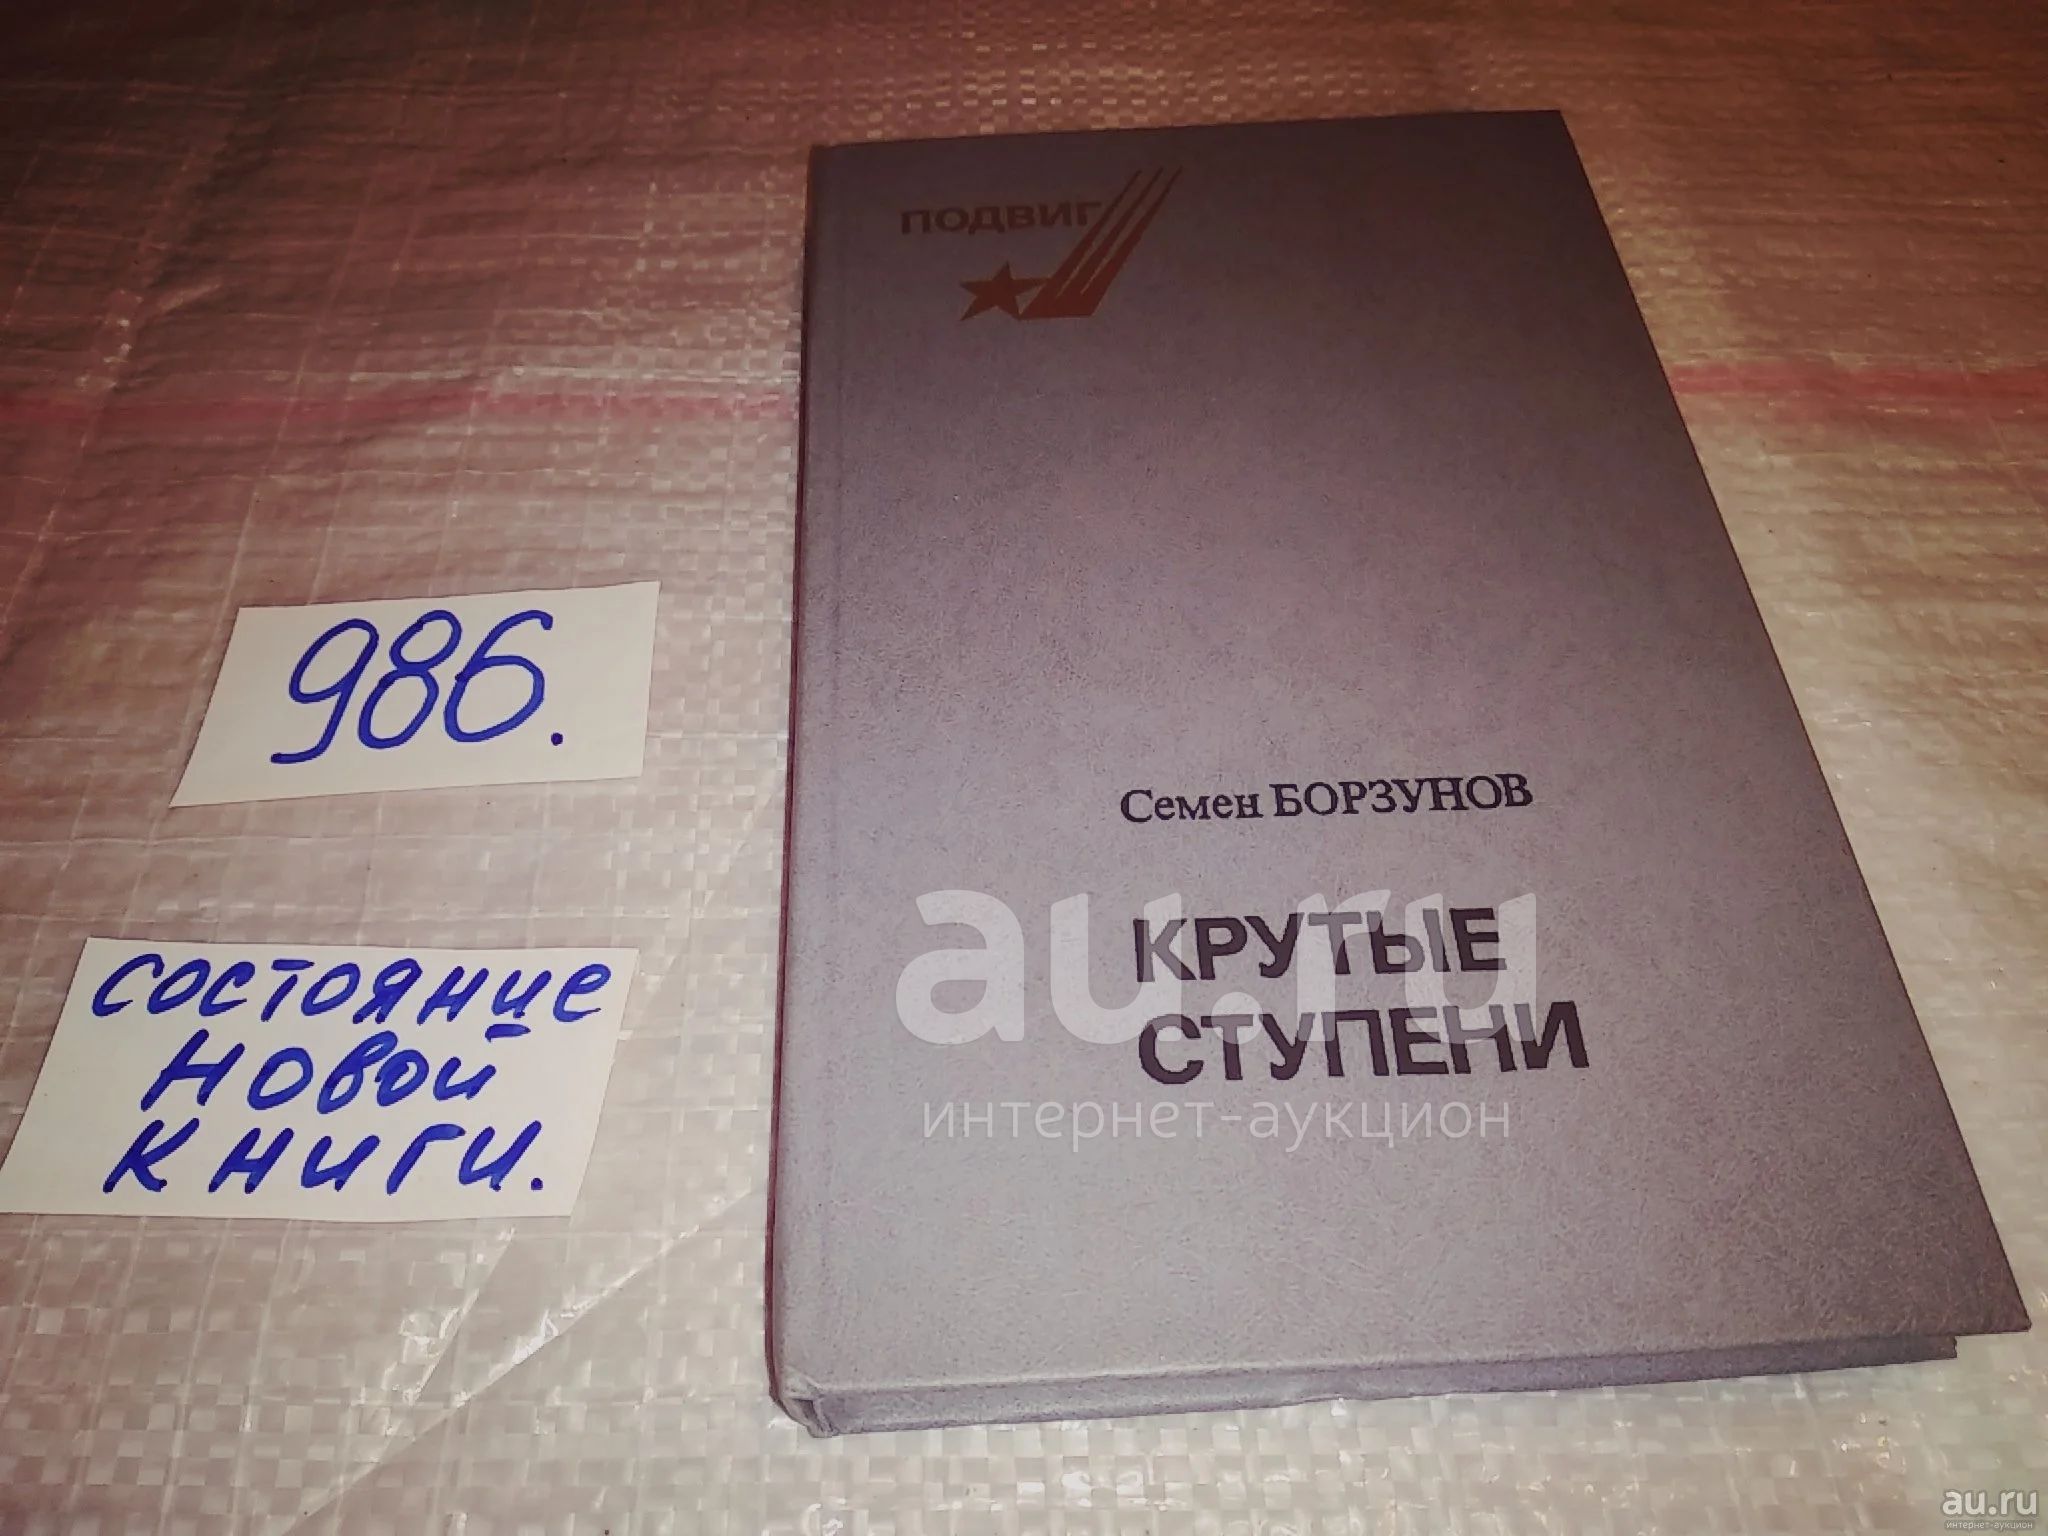 ПОДВИГ
986.
состояние
новой
книги.
Семен БОРЗУНОВ
КРУТЫЕ
СТУПЕНИ
au.ru
интернет-аукцион
au.ru
интернет-аукцион